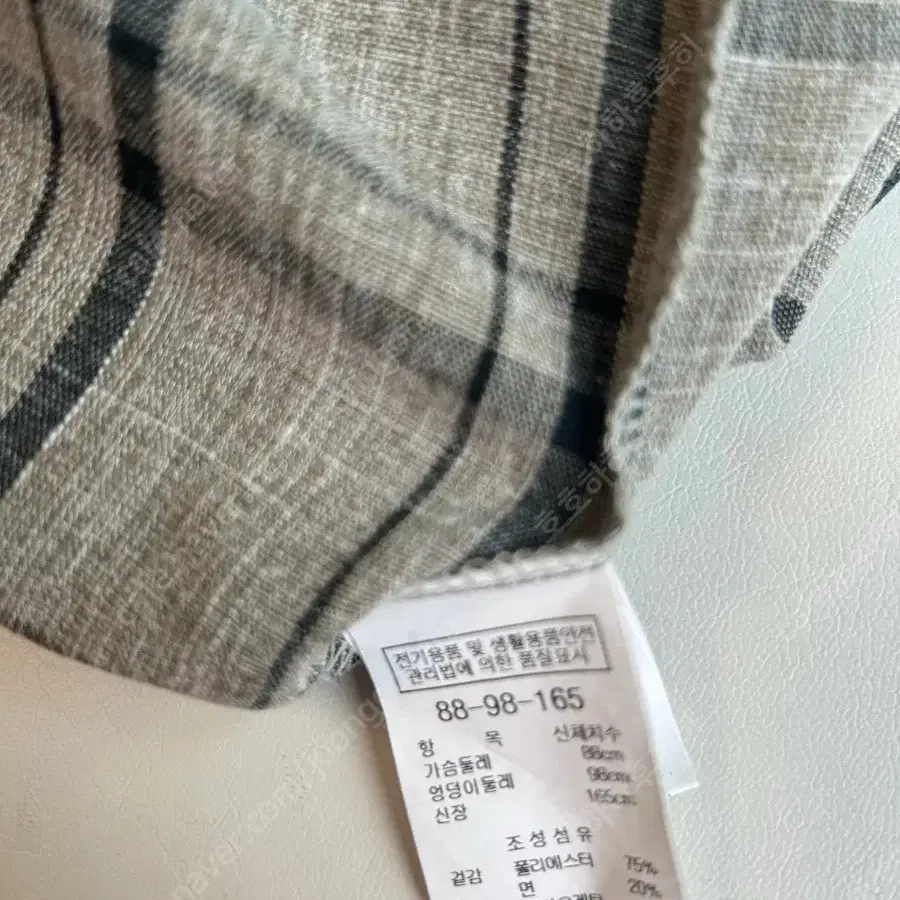 전기용품 및 생활용품안전
관리법에 의한 품질표시
88-98-165
항 목 신체치수
가슴둘레 88cm
엉덩이둘레 98cm
신장 165cm
조성섬유
겉감 폴리에스터 75%
면 20%